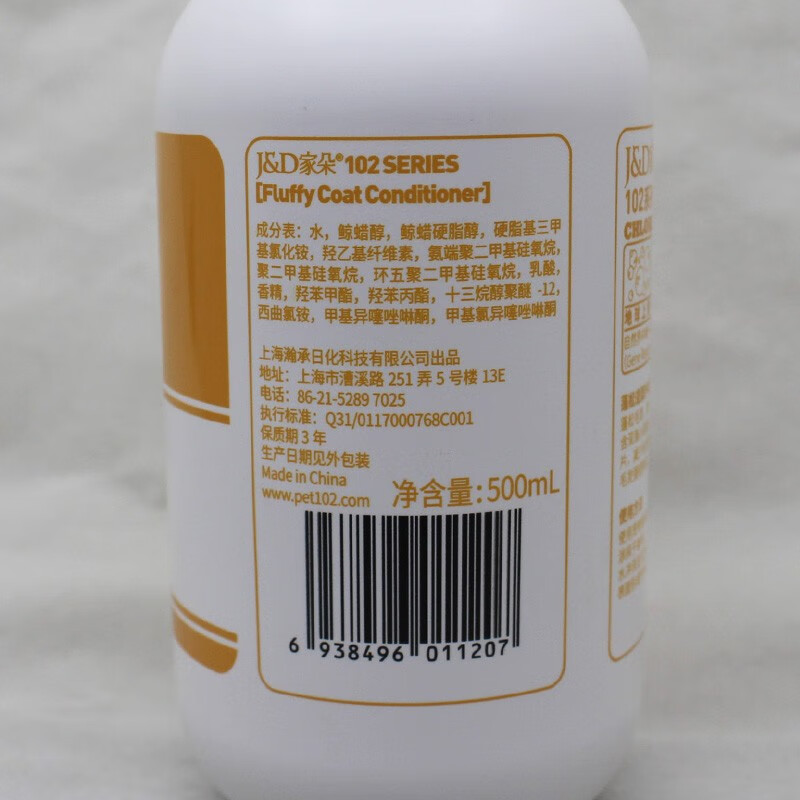 J&D家朵®102 SERIES
[Fluffy Coat Conditioner]
成分表：水，鲸蜡醇，鲸蜡硬脂醇，硬脂基三甲
基氯化铵，羟乙基纤维素，氨端聚二甲基硅氧烷，
聚二甲基硅氧烷，环五聚二甲基硅氧烷，乳酸，
香精，羟苯甲酯，羟苯丙酯，十三烷醇聚醚 -12，
西曲氯铵，甲基异噻唑啉酮，甲基氯异噻唑啉酮
上海瀚承日化科技有限公司出品
地址：上海市漕溪路 251 弄 5 号楼 13E
电话：86-21-5289 7025
执行标准：Q31/0117000768C001
保质期 3 年
生产日期见外包装
Made in China
www.pet102.com
净含量：500mL
6 938496 011207
J&D
102